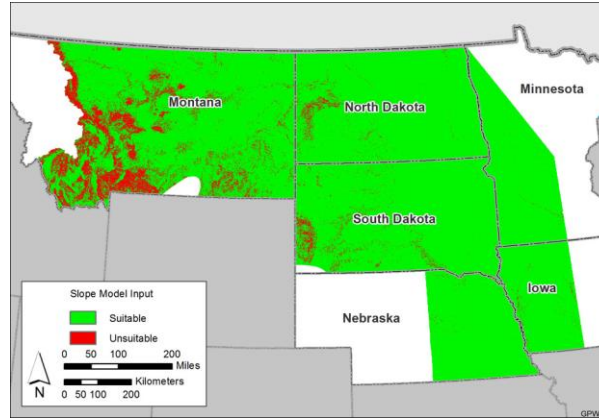 Montana
North Dakota
Minnesota
South Dakota
Nebraska
Iowa
Slope Model Input
Suitable
Unsuitable
0 50 100 200
Miles
Kilometers
0 50 100 200
N
GPW